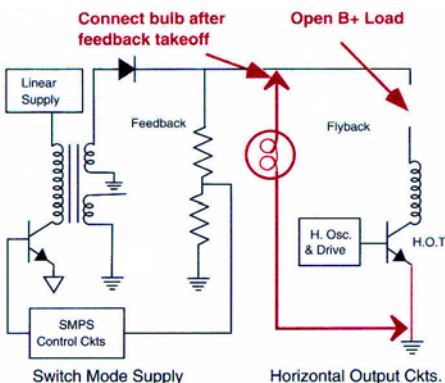 Connect bulb after
feedback takeoff
Open B+ Load
Linear
Supply
Feedback
Flyback
H. Osc.
& Drive
H.O.T
SMPS
Control Ckts
Switch Mode Supply
Horizontal Output Ckts.